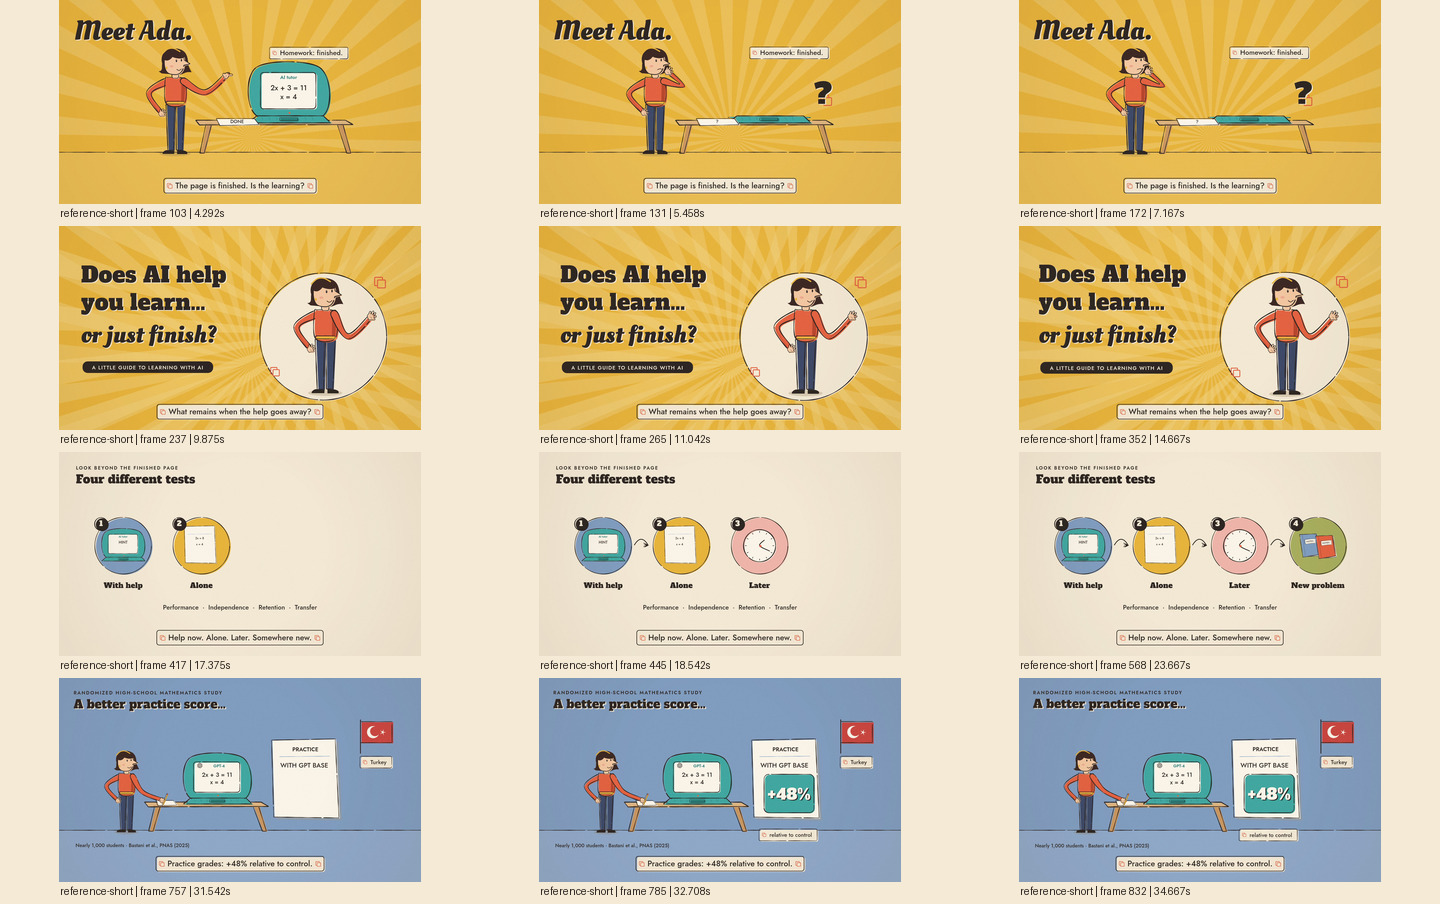 Meet Ada.
Homework: finished.
AI tutor
2x + 3 = 11
x = 4
DONE
The page is finished. Is the learning?
reference-short | frame 103 | 4.292s
Meet Ada.
Homework: finished.
?
?
The page is finished. Is the learning?
reference-short | frame 131 | 5.458s
Meet Ada.
Homework: finished.
?
?
The page is finished. Is the learning?
reference-short | frame 172 | 7.167s
Does AI help
you learn...
or just finish?
A LITTLE GUIDE TO LEARNING WITH AI
What remains when the help goes away?
reference-short | frame 237 | 9.875s
Does AI help
you learn...
or just finish?
A LITTLE GUIDE TO LEARNING WITH AI
What remains when the help goes away?
reference-short | frame 265 | 11.042s
Does AI help
you learn...
or just finish?
A LITTLE GUIDE TO LEARNING WITH AI
What remains when the help goes away?
reference-short | frame 352 | 14.667s
LOOK BEYOND THE FINISHED PAGE
Four different tests
1
2
HINT
2x + 3
x = 4
With help
Alone
Performance · Independence · Retention · Transfer
Help now. Alone. Later. Somewhere new.
reference-short | frame 417 | 17.375s
LOOK BEYOND THE FINISHED PAGE
Four different tests
1
2
3
HINT
2x + 3
x = 4
With help
Alone
Later
Performance · Independence · Retention · Transfer
Help now. Alone. Later. Somewhere new.
reference-short | frame 445 | 18.542s
LOOK BEYOND THE FINISHED PAGE
Four different tests
1
2
3
4
HINT
2x + 3
x = 4
With help
Alone
Later
New problem
Performance · Independence · Retention · Transfer
Help now. Alone. Later. Somewhere new.
reference-short | frame 568 | 23.667s
RANDOMIZED HIGH-SCHOOL MATHEMATICS STUDY
A better practice score...
GPT-4
2x + 3 = 11
x = 4
PRACTICE
WITH GPT BASE
Turkey
Nearly 1,000 students · Bastani et al., PNAS (2025)
Practice grades: +48% relative to control.
reference-short | frame 757 | 31.542s
RANDOMIZED HIGH-SCHOOL MATHEMATICS STUDY
A better practice score...
GPT-4
2x + 3 = 11
x = 4
PRACTICE
WITH GPT BASE
+48%
relative to control
Turkey
Nearly 1,000 students · Bastani et al., PNAS (2025)
Practice grades: +48% relative to control.
reference-short | frame 785 | 32.708s
RANDOMIZED HIGH-SCHOOL MATHEMATICS STUDY
A better practice score...
GPT-4
2x + 3 = 11
x = 4
PRACTICE
WITH GPT BASE
+48%
relative to control
Turkey
Nearly 1,000 students · Bastani et al., PNAS (2025)
Practice grades: +48% relative to control.
reference-short | frame 832 | 34.667s